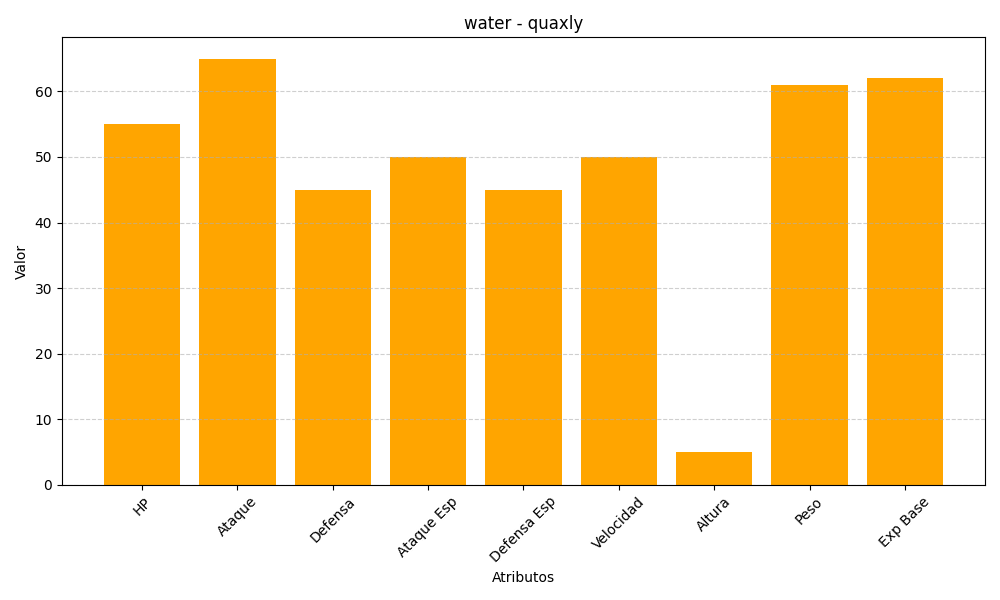 water - quaxly
Valor
60
50
40
30
20
10
0
HP
Ataque
Defensa
Ataque Esp
Defensa Esp
Velocidad
Altura
Peso
Exp Base
Atributos